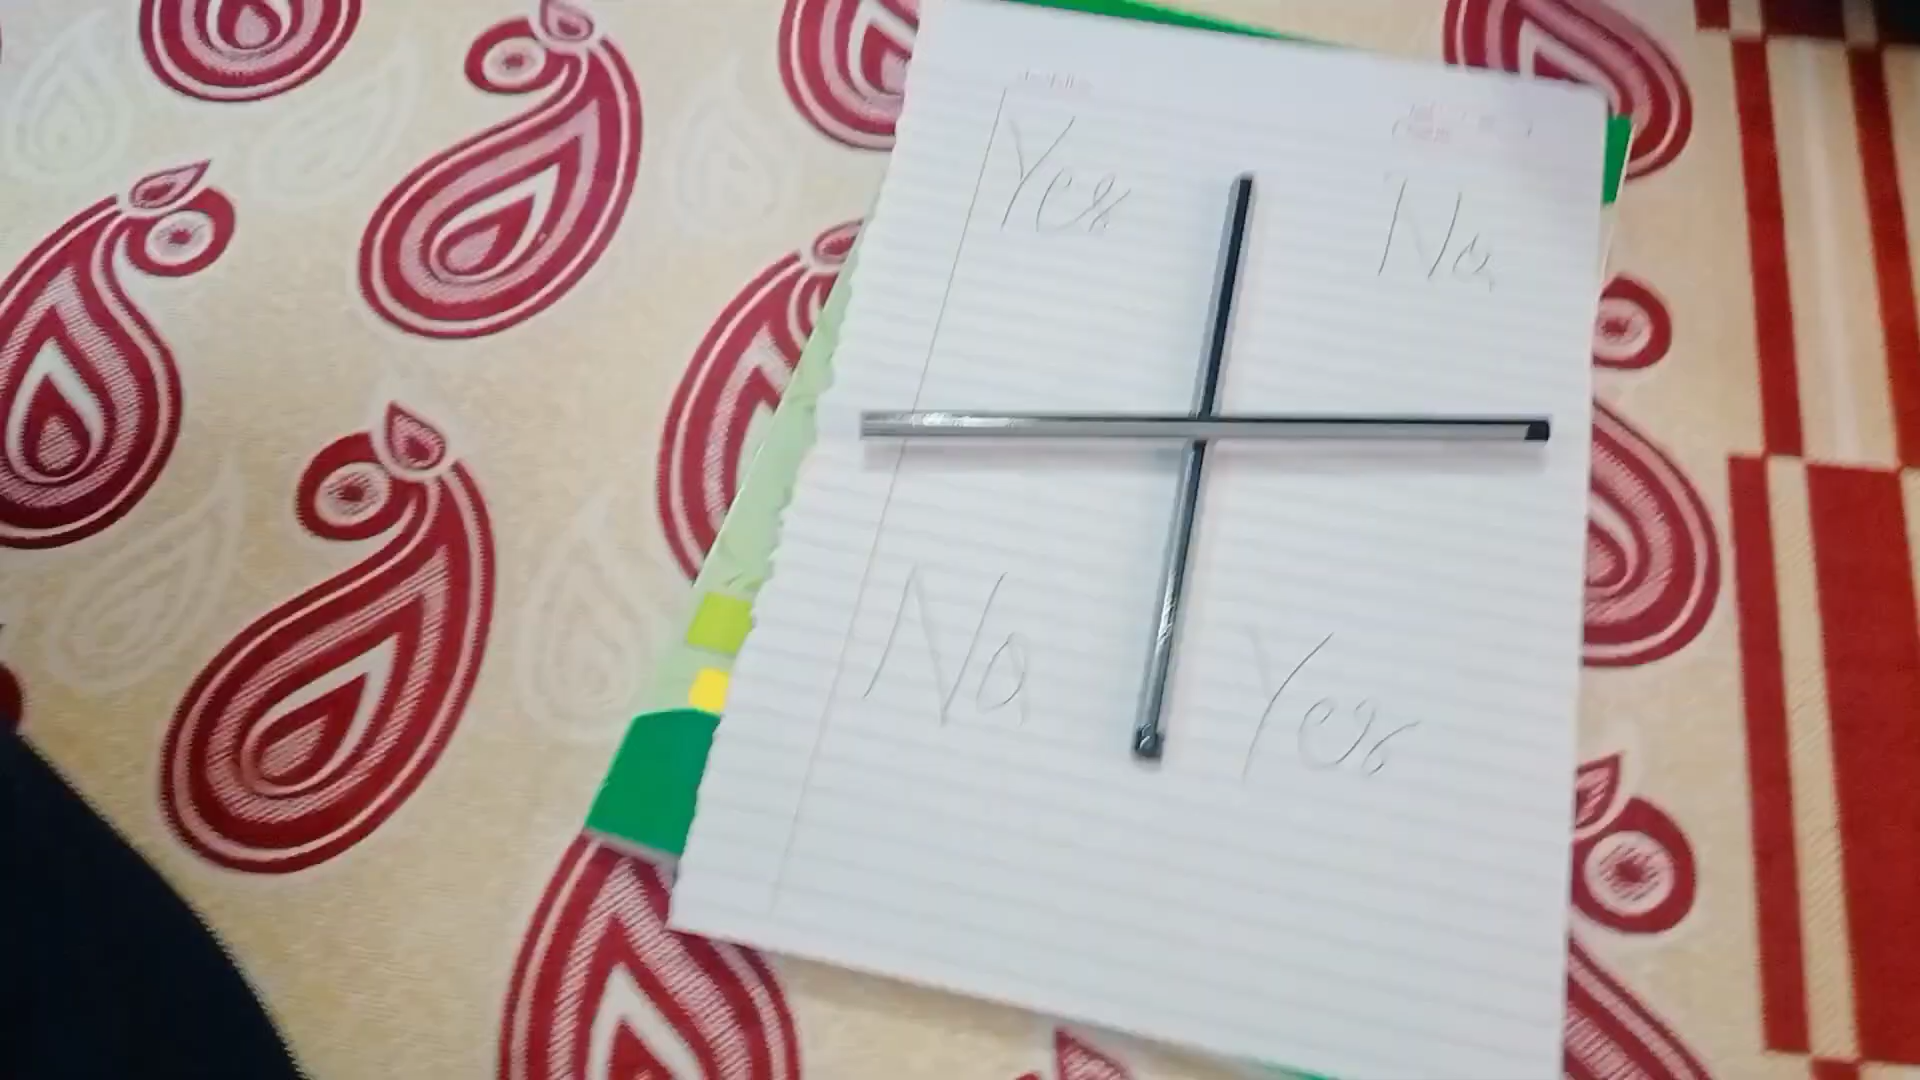 Yes No
No Yes